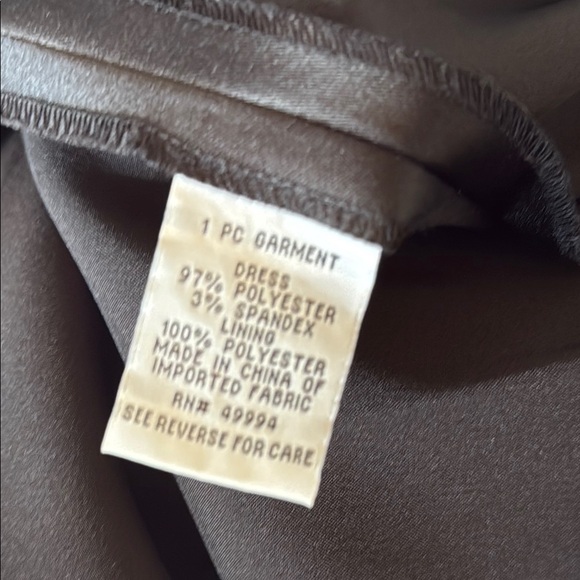 1 PC GARMENT
DRESS
97% POLYESTER
3% SPANDEX
LINING
100% POLYESTER
MADE IN CHINA OF
IMPORTED FABRIC
RN# 49994
SEE REVERSE FOR CARE